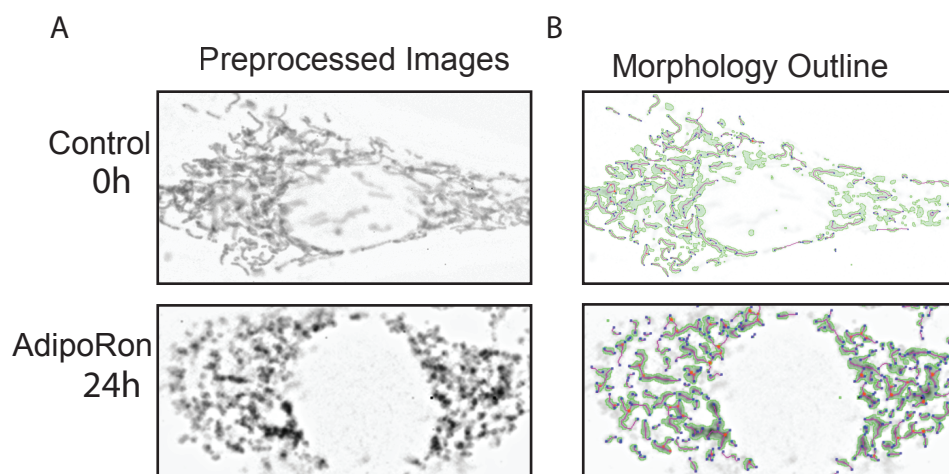 A
B
Preprocessed Images
Morphology Outline
Control
0h
AdipoRon
24h